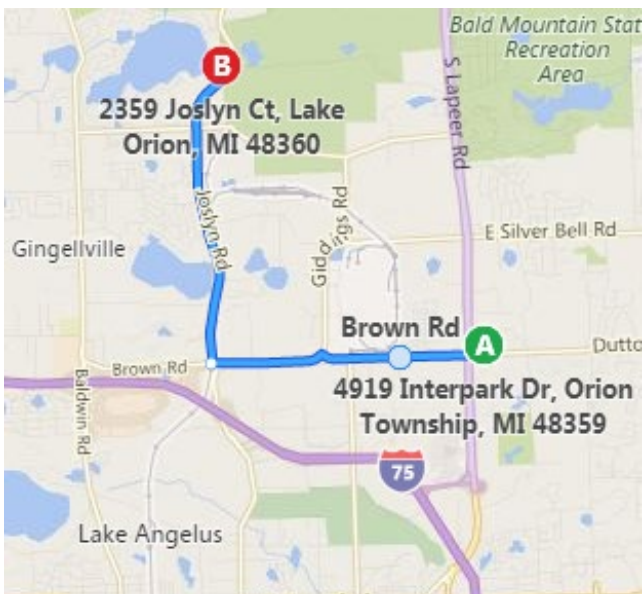 Bald Mountain Stat
Recreation
Area
B
2359 Joslyn Ct, Lake
Orion, MI 48360
S Lapeer Rd
Joslyn Rd
Giddings Rd
E Silver Bell Rd
Gingellville
Brown Rd
A
Dutto
Brown Rd
4919 Interpark Dr, Orion
Township, MI 48359
Baldwin Rd
75
Lake Angelus